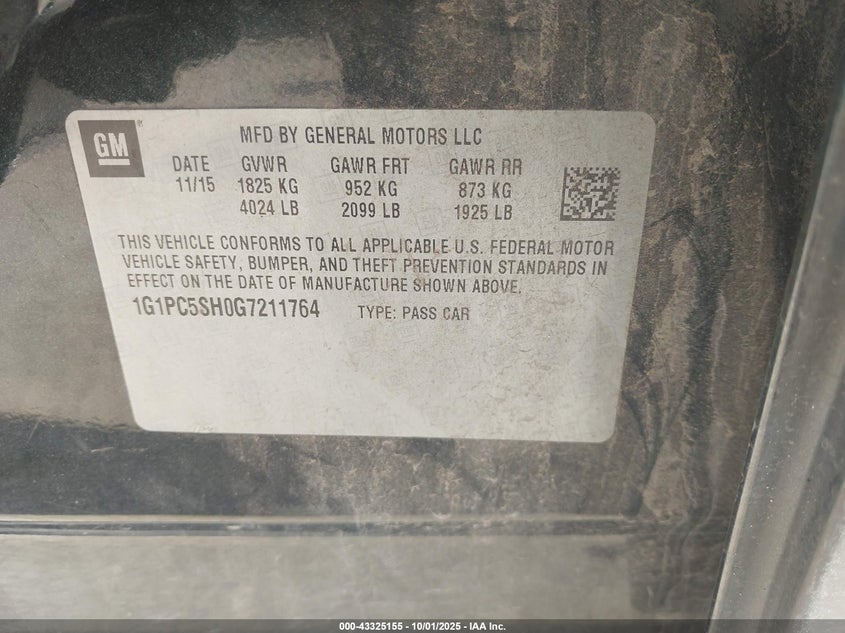 GM
MFD BY GENERAL MOTORS LLC
DATE GVWR GAWR FRT GAWR RR
11/15 1825 KG 952 KG 873 KG
4024 LB 2099 LB 1925 LB
THIS VEHICLE CONFORMS TO ALL APPLICABLE U.S. FEDERAL MOTOR
VEHICLE SAFETY, BUMPER, AND THEFT PREVENTION STANDARDS IN
EFFECT ON THE DATE OF MANUFACTURE SHOWN ABOVE.
1G1PC5SH0G7211764 TYPE: PASS CAR
000-43325155 - 10/01/2025 - IAA Inc.